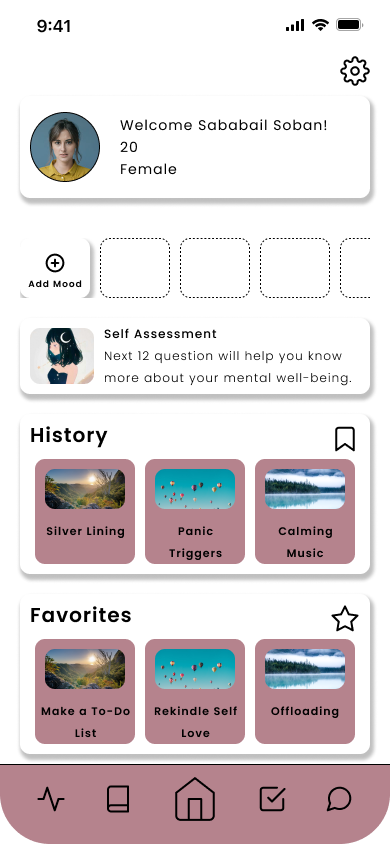 9:41
Welcome Sababail Soban!
20
Female
Add Mood
Self Assessment
Next 12 question will help you know
more about your mental well-being.
History
Silver Lining
Panic
Triggers
Calming
Music
Favorites
Make a To-Do
List
Rekindle Self
Love
Offloading